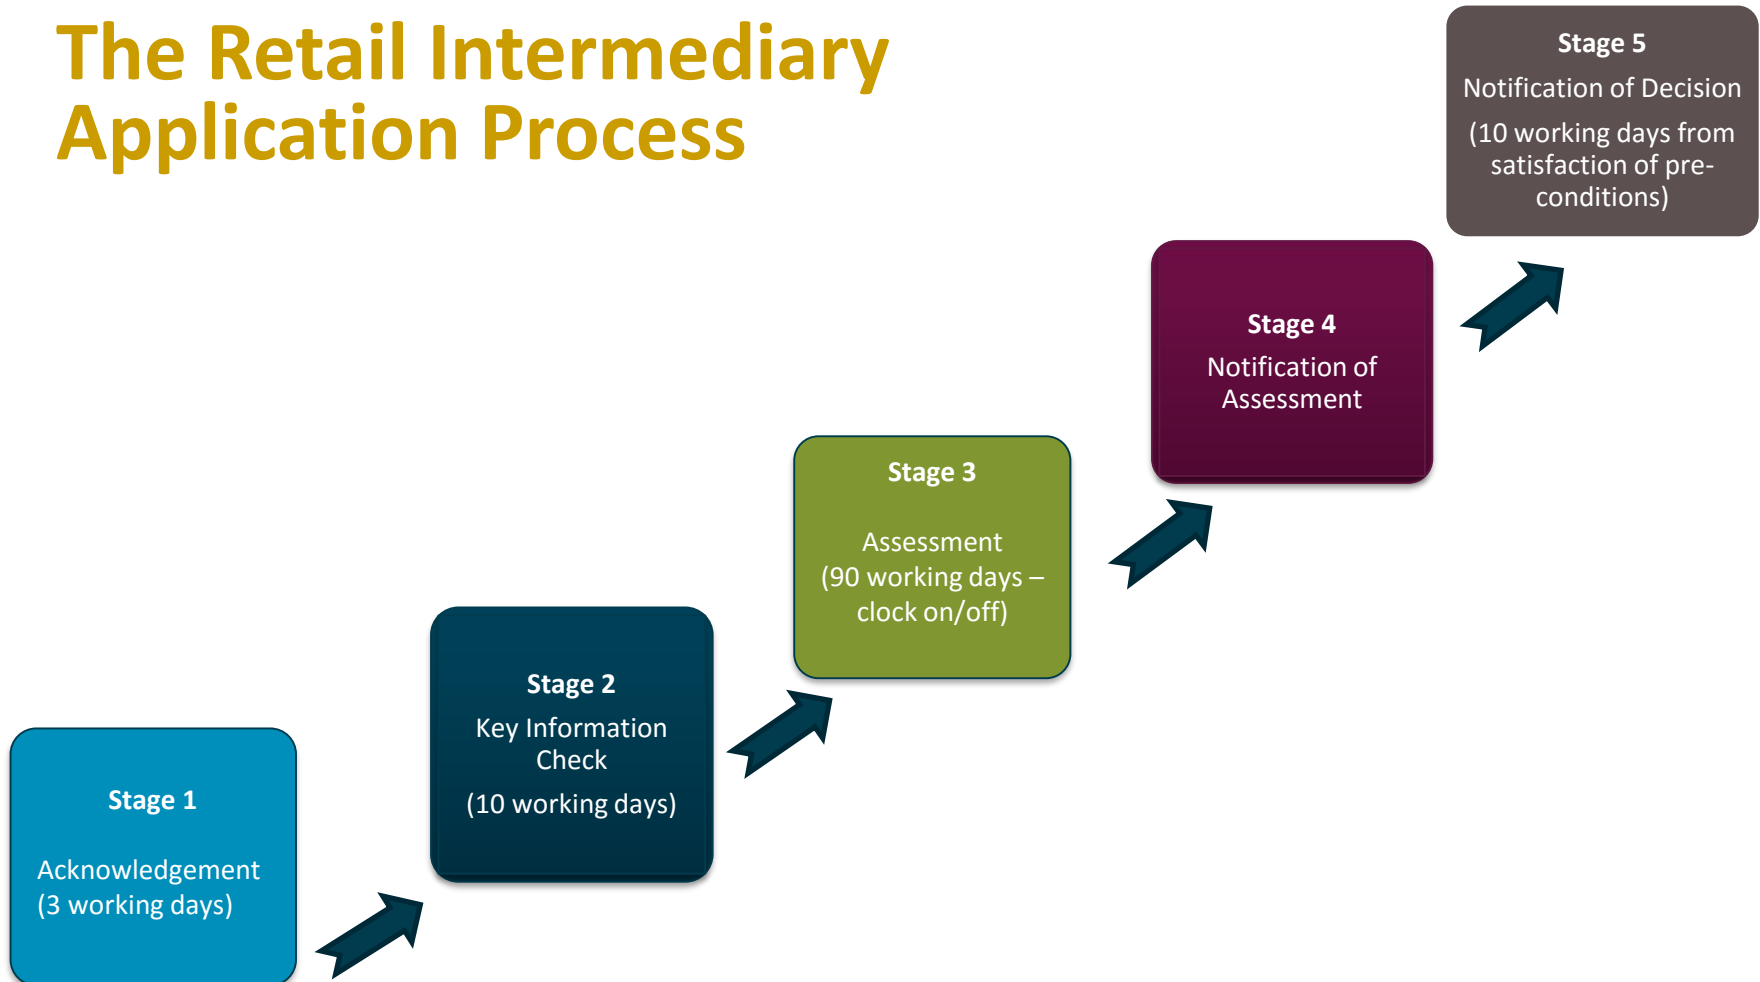 The Retail Intermediary
Application Process
Stage 1
Acknowledgement
(3 working days)
Stage 2
Key Information
Check
(10 working days)
Stage 3
Assessment
(90 working days –
clock on/off)
Stage 4
Notification of
Assessment
Stage 5
Notification of Decision
(10 working days from
satisfaction of pre-
conditions)